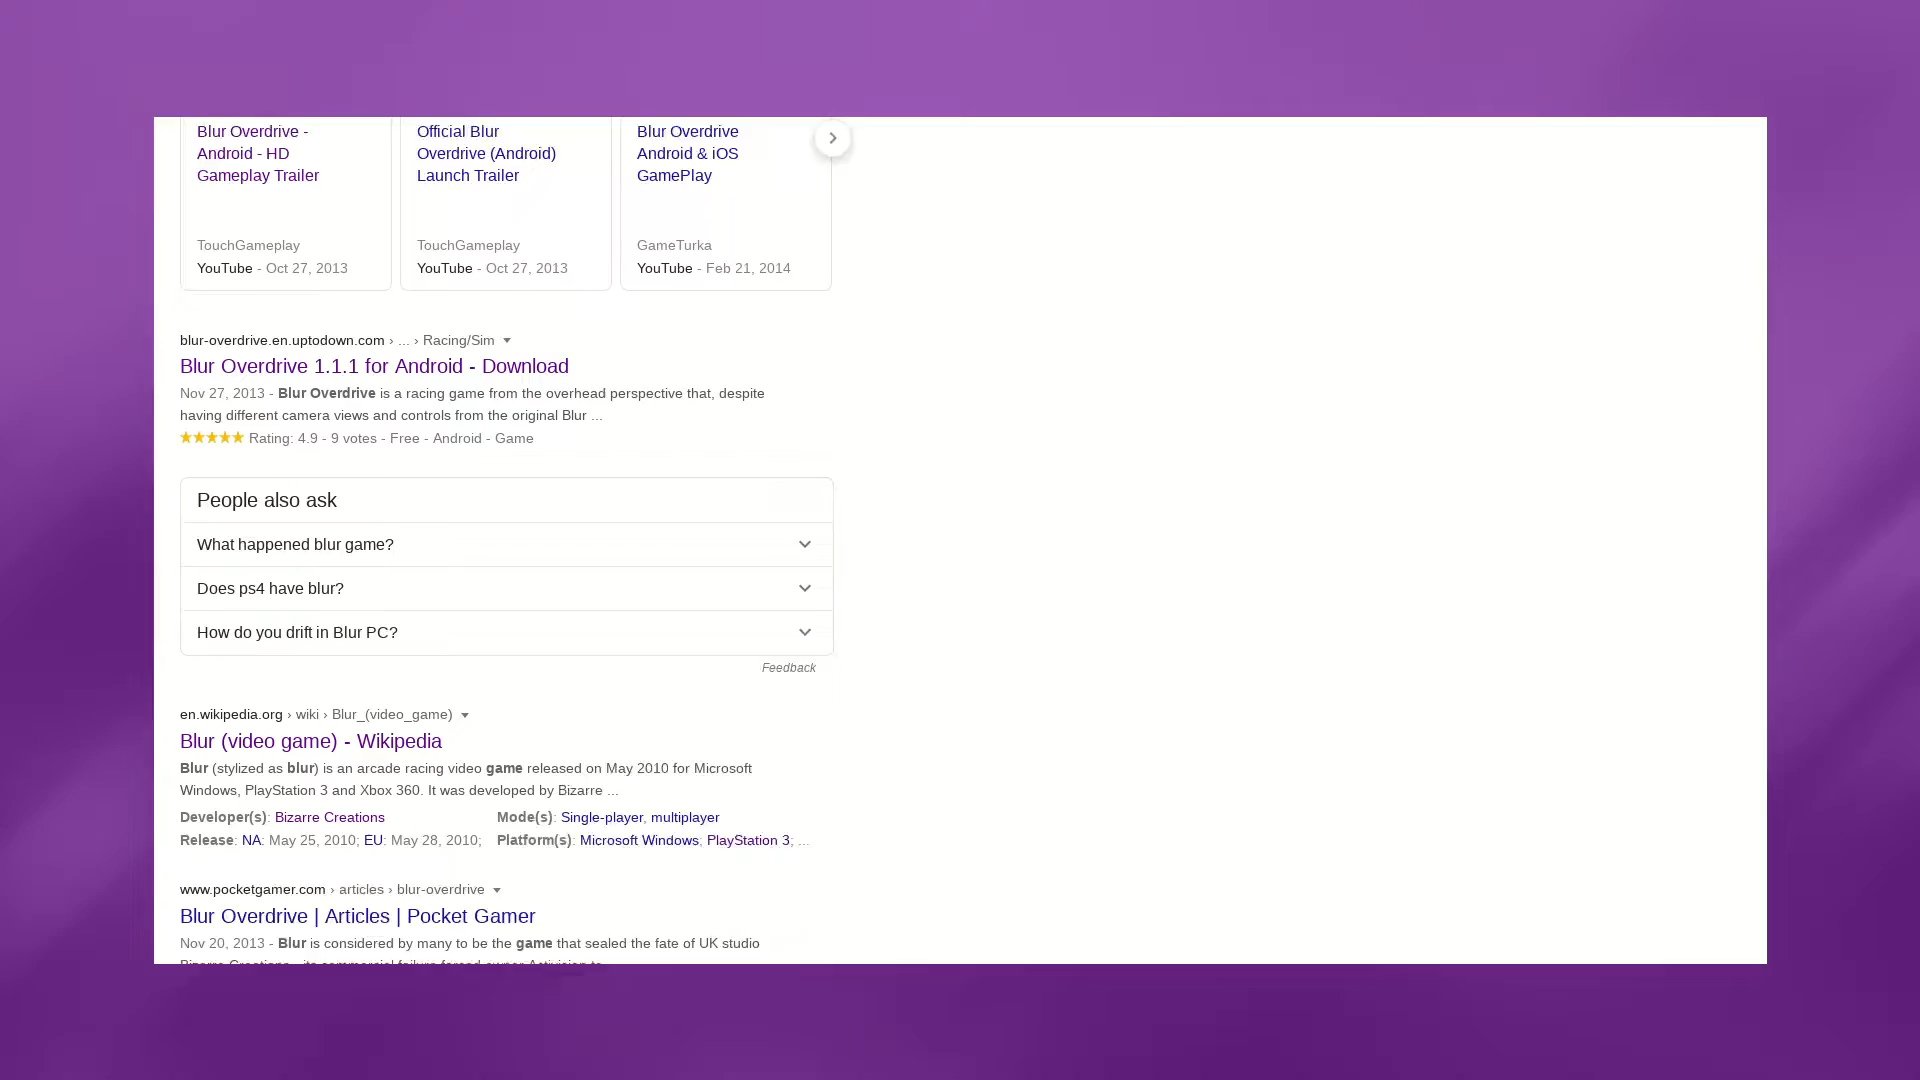 Blur Overdrive -
Android - HD
Gameplay Trailer
TouchGameplay
YouTube - Oct 27, 2013
Official Blur
Overdrive (Android)
Launch Trailer
TouchGameplay
YouTube - Oct 27, 2013
Blur Overdrive
Android & iOS
GamePlay
GameTurka
YouTube - Feb 21, 2014
blur-overdrive.en.uptodown.com › ... › Racing/Sim
Blur Overdrive 1.1.1 for Android - Download
Nov 27, 2013 - Blur Overdrive is a racing game from the overhead perspective that, despite
having different camera views and controls from the original Blur ...
Rating: 4.9 - 9 votes - Free - Android - Game
People also ask
What happened blur game?
Does ps4 have blur?
How do you drift in Blur PC?
Feedback
en.wikipedia.org › wiki › Blur_(video_game)
Blur (video game) - Wikipedia
Blur (stylized as blur) is an arcade racing video game released on May 2010 for Microsoft
Windows, PlayStation 3 and Xbox 360. It was developed by Bizarre ...
Developer(s): Bizarre Creations Mode(s): Single-player, multiplayer
Release: NA: May 25, 2010; EU: May 28, 2010; Platform(s): Microsoft Windows; PlayStation 3; ...
www.pocketgamer.com › articles › blur-overdrive
Blur Overdrive | Articles | Pocket Gamer
Nov 20, 2013 - Blur is considered by many to be the game that sealed the fate of UK studio